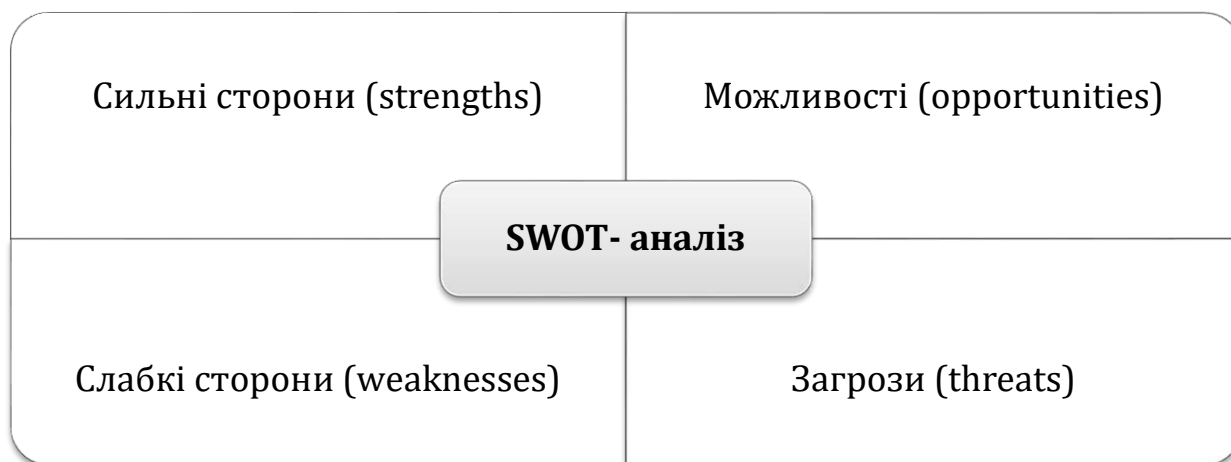 Сильні сторони (strengths)
Можливості (opportunities)
SWOT- аналіз
Слабкі сторони (weaknesses)
Загрози (threats)